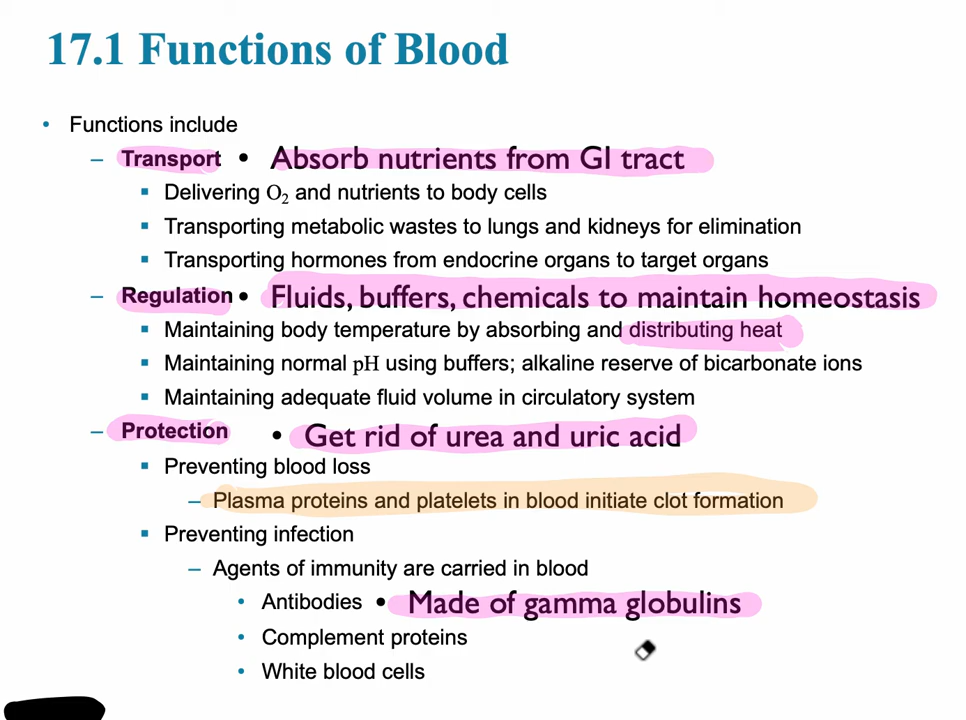 17.1 Functions of Blood
• Functions include
– Transport • Absorb nutrients from GI tract
▪ Delivering O₂ and nutrients to body cells
▪ Transporting metabolic wastes to lungs and kidneys for elimination
▪ Transporting hormones from endocrine organs to target organs
– Regulation • Fluids, buffers, chemicals to maintain homeostasis
▪ Maintaining body temperature by absorbing and distributing heat
▪ Maintaining normal pH using buffers; alkaline reserve of bicarbonate ions
▪ Maintaining adequate fluid volume in circulatory system
– Protection • Get rid of urea and uric acid
▪ Preventing blood loss
– Plasma proteins and platelets in blood initiate clot formation
▪ Preventing infection
– Agents of immunity are carried in blood
• Antibodies • Made of gamma globulins
• Complement proteins
• White blood cells